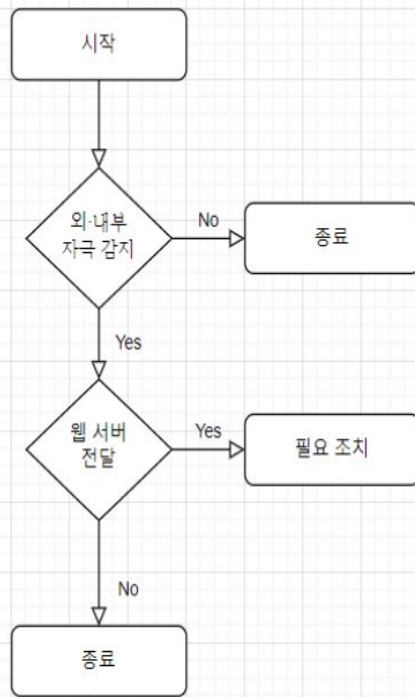 시작
외·내부
자극 감지
No
종료
Yes
웹 서버
전달
Yes
필요 조치
No
종료